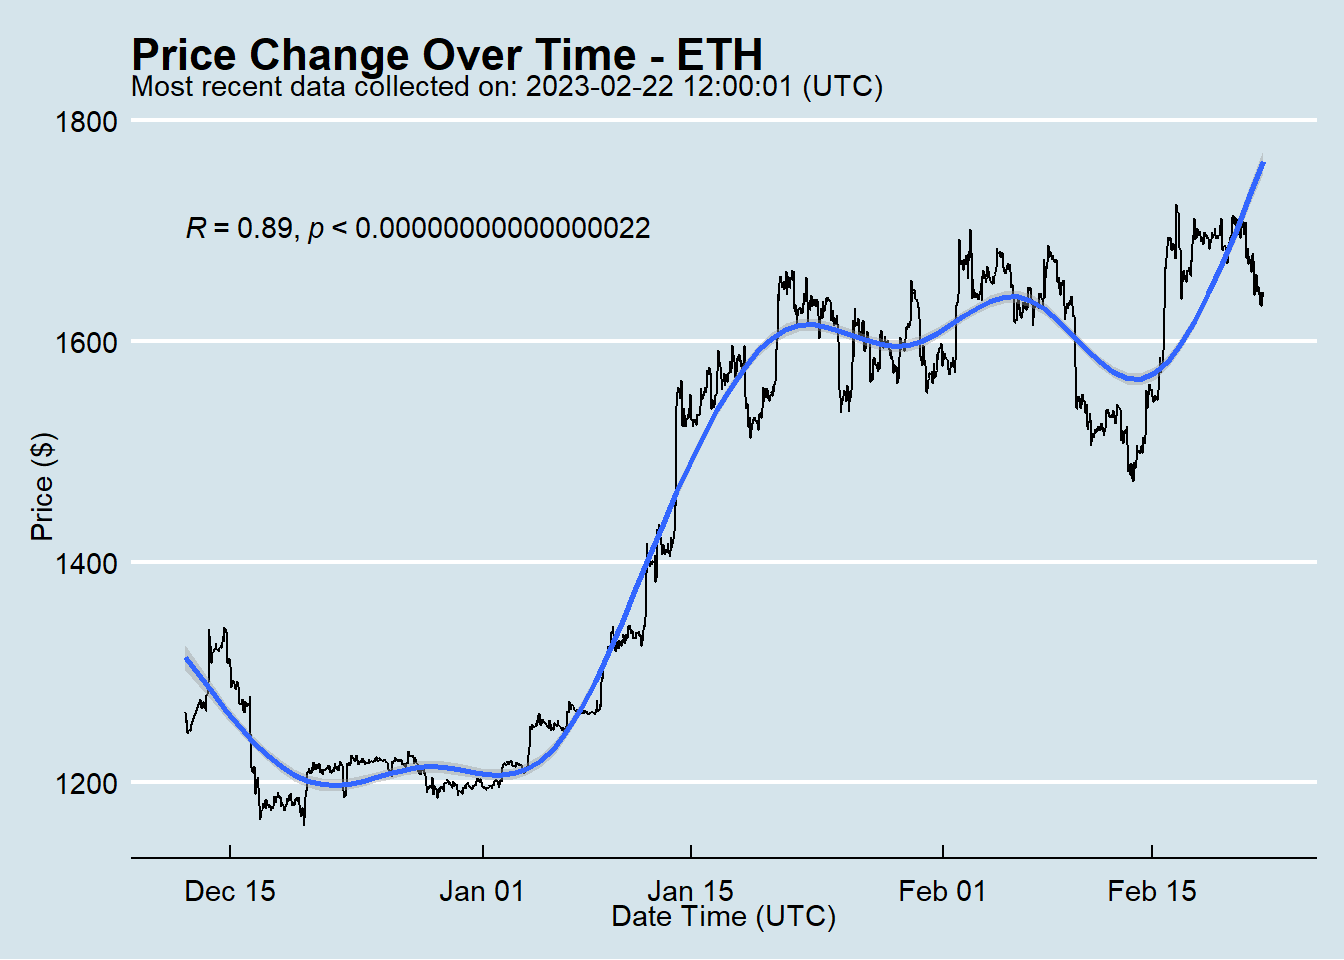 Price Change Over Time - ETH
Most recent data collected on: 2023-02-22 12:00:01 (UTC)
1800
R = 0.89, p < 0.00000000000000022
1600
Price ($)
1400
1200
Dec 15 Jan 01 Jan 15 Feb 01 Feb 15
Date Time (UTC)